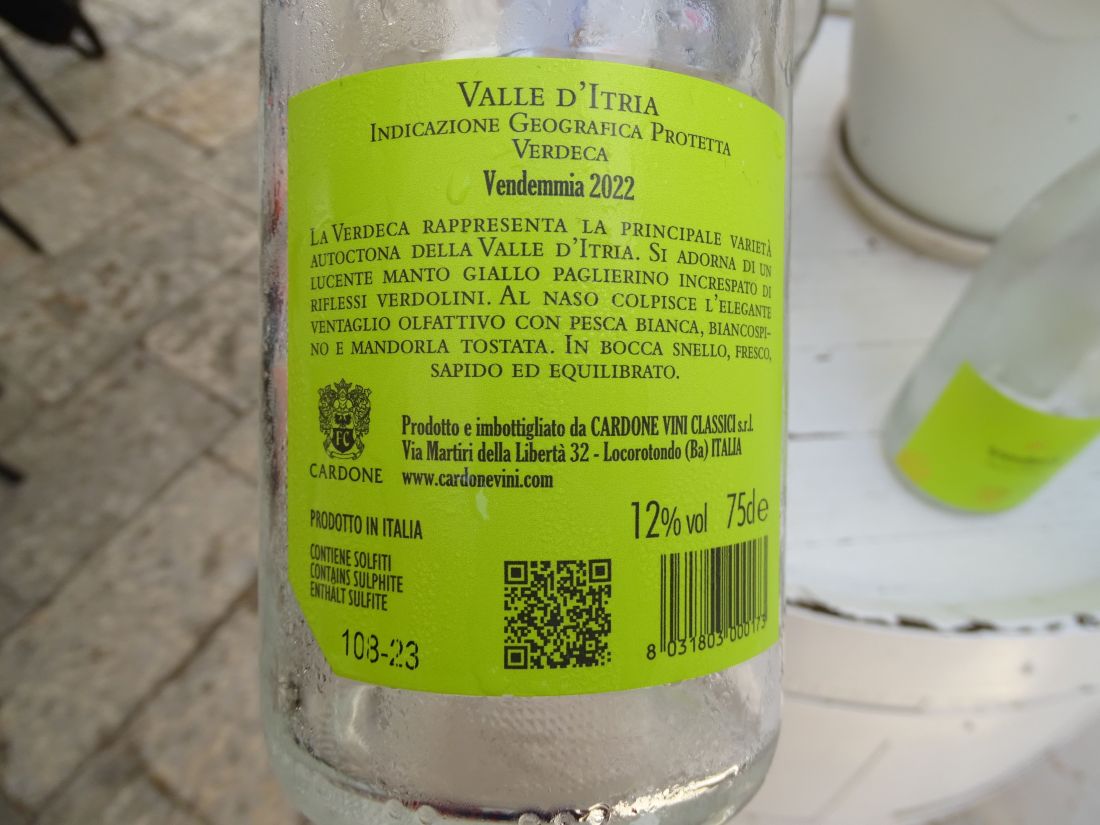 VALLE D'ITRIA
INDICAZIONE GEOGRAFICA PROTETTA
VERDECA
Vendemmia 2022
LA VERDECA RAPPRESENTA LA PRINCIPALE VARIETÀ
AUTOCTONA DELLA VALLE D'ITRIA. SI ADORNA DI UN
LUCENTE MANTO GIALLO PAGLIERINO INCRESPATO DI
RIFLESSI VERDOLINI. AL NASO COLPISCE L'ELEGANTE
VENTAGLIO OLFATTIVO CON PESCA BIANCA, BIANCOSPI-
NO E MANDORLA TOSTATA. IN BOCCA SNELLO, FRESCO,
SAPIDO ED EQUILIBRATO.
FC
CARDONE
Prodotto e imbottigliato da CARDONE VINI CLASSICI s.r.l.
Via Martiri della Libertà 32 - Locorotondo (Ba) ITALIA
www.cardonevini.com
PRODOTTO IN ITALIA
12% vol 75cl e
CONTIENE SOLFITI
CONTAINS SULPHITE
ENTHÄLT SULFITE
108-23
8 031803 000173